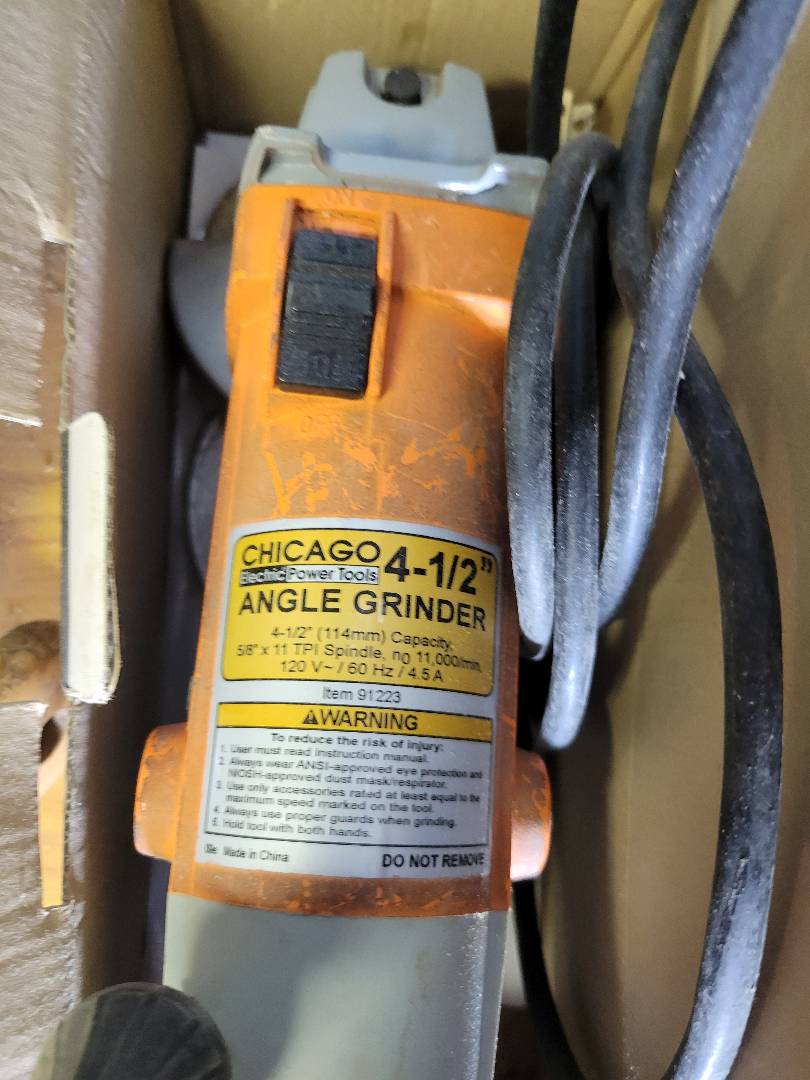 ON
OFF
CHICAGO
Electric Power Tools
4-1/2"
ANGLE GRINDER
4-1/2" (114mm) Capacity,
5/8" x 11 TPI Spindle, n0 11,000/min,
120 V~ / 60 Hz / 4.5 A
Item 91223
⚠WARNING
To reduce the risk of injury:
1. User must read instruction manual.
2. Always wear ANSI-approved eye protection and
NIOSH-approved dust mask/respirator.
3. Use only accessories rated at least equal to the
maximum speed marked on the tool.
4. Always use proper guards when grinding.
5. Hold tool with both hands.
Made in China
DO NOT REMOVE